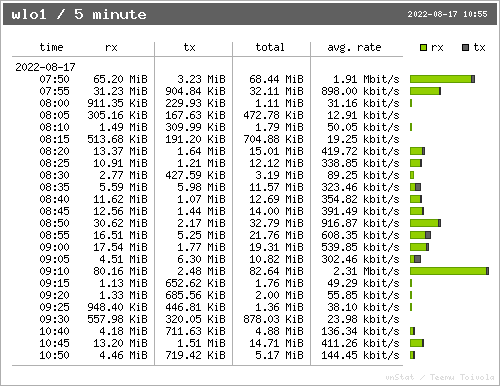 wlo1 / 5 minute 2022-08-17 10:55
time rx tx total avg. rate rx tx
2022-08-17
07:50 65.20 MiB 3.23 MiB 68.44 MiB 1.91 Mbit/s
07:55 31.23 MiB 904.84 KiB 32.11 MiB 898.00 kbit/s
08:00 911.35 KiB 229.93 KiB 1.11 MiB 31.16 kbit/s
08:05 305.16 KiB 167.63 KiB 472.78 KiB 12.91 kbit/s
08:10 1.49 MiB 309.99 KiB 1.79 MiB 50.05 kbit/s
08:15 513.68 KiB 191.20 KiB 704.88 KiB 19.25 kbit/s
08:20 13.37 MiB 1.64 MiB 15.01 MiB 419.72 kbit/s
08:25 10.91 MiB 1.21 MiB 12.12 MiB 338.85 kbit/s
08:30 2.77 MiB 427.59 KiB 3.19 MiB 89.25 kbit/s
08:35 5.59 MiB 5.98 MiB 11.57 MiB 323.46 kbit/s
08:40 11.62 MiB 1.07 MiB 12.69 MiB 354.82 kbit/s
08:45 12.56 MiB 1.44 MiB 14.00 MiB 391.49 kbit/s
08:50 30.62 MiB 2.17 MiB 32.79 MiB 916.87 kbit/s
08:55 16.51 MiB 5.25 MiB 21.76 MiB 608.35 kbit/s
09:00 17.54 MiB 1.77 MiB 19.31 MiB 539.85 kbit/s
09:05 4.51 MiB 6.30 MiB 10.82 MiB 302.46 kbit/s
09:10 80.16 MiB 2.48 MiB 82.64 MiB 2.31 Mbit/s
09:15 1.13 MiB 652.62 KiB 1.76 MiB 49.29 kbit/s
09:20 1.33 MiB 685.56 KiB 2.00 MiB 55.85 kbit/s
09:25 948.40 KiB 446.81 KiB 1.36 MiB 38.10 kbit/s
09:30 557.98 KiB 320.05 KiB 878.03 KiB 23.98 kbit/s
10:40 4.18 MiB 711.63 KiB 4.88 MiB 136.34 kbit/s
10:45 13.20 MiB 1.51 MiB 14.71 MiB 411.26 kbit/s
10:50 4.46 MiB 719.42 KiB 5.17 MiB 144.45 kbit/s
vnStat / Teemu Toivola